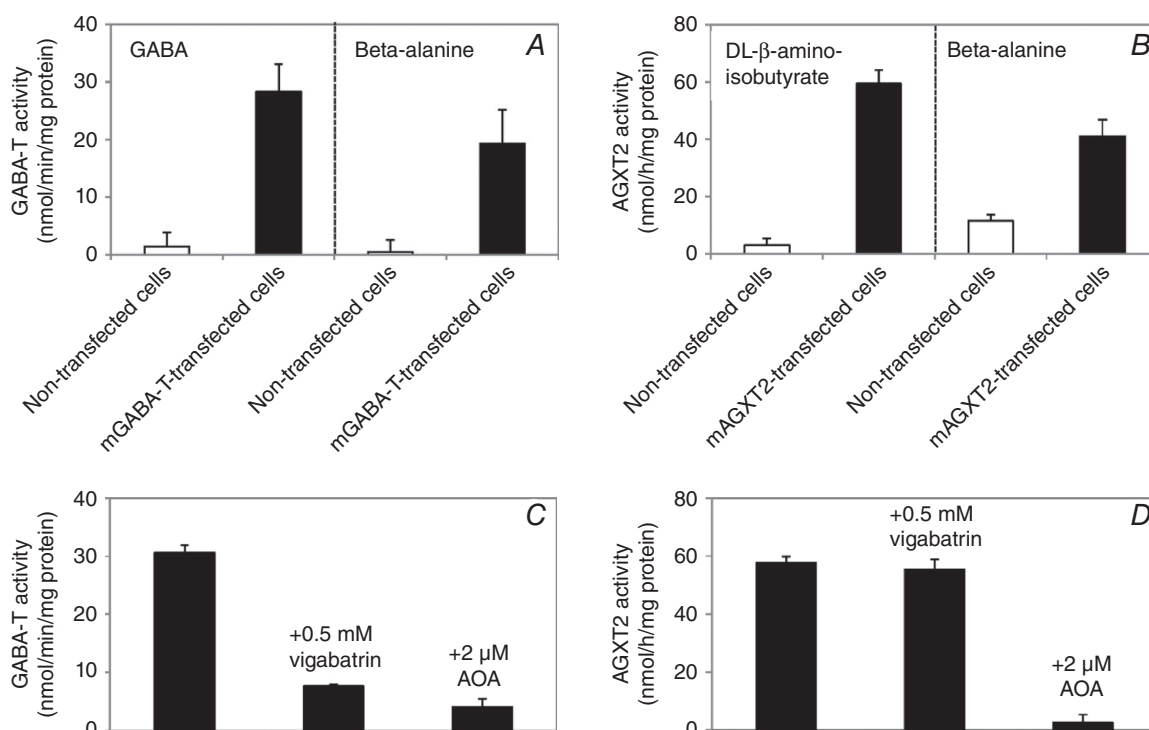 GABA-T activity
(nmol/min/mg protein)
40
30
20
10
0
GABA
Beta-alanine
A
Non-transfected cells
mGABA-T-transfected cells
Non-transfected cells
mGABA-T-transfected cells
AGXT2 activity
(nmol/h/mg protein)
80
60
40
20
0
DL-β-amino-
isobutyrate
Beta-alanine
B
Non-transfected cells
mAGXT2-transfected cells
Non-transfected cells
mAGXT2-transfected cells
GABA-T activity
(nmol/min/mg protein)
40
30
20
10
0
+0.5 mM
vigabatrin
+2 μM
AOA
C
AGXT2 activity
(nmol/h/mg protein)
80
60
40
20
0
+0.5 mM
vigabatrin
+2 μM
AOA
D